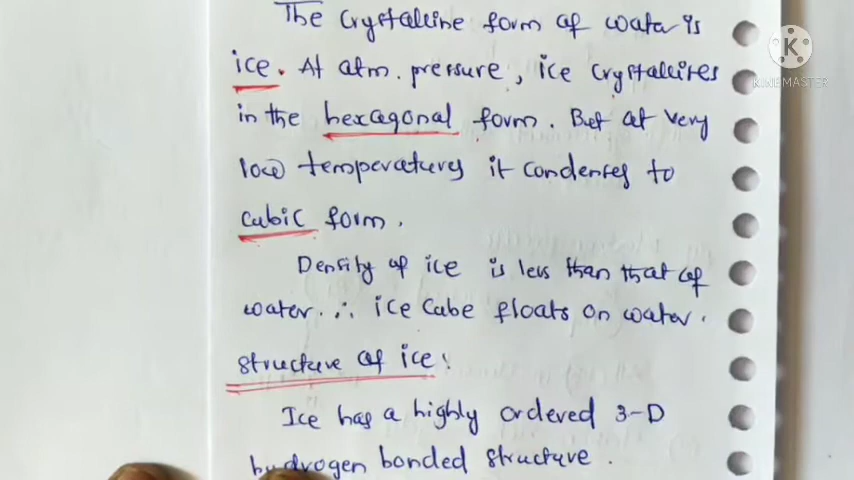 The crystalline form of water is
ice. At atm. pressure, ice crystallises
in the hexagonal form. But at very
low temperatures it condenses to
cubic form.
Density of ice is less than that of
water. ∴ ice cube floats on water.
Structure of ice:
Ice has a highly ordered 3-D
hydrogen bonded structure.
K
KINEMASTER